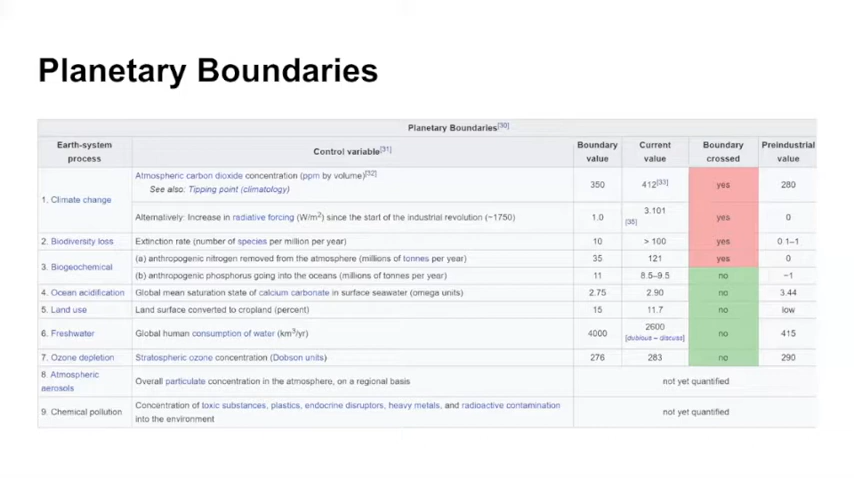 Planetary Boundaries
Planetary Boundaries[30]
Earth-system process Control variable[31] Boundary value Current value Boundary crossed Preindustrial value
1. Climate change Atmospheric carbon dioxide concentration (ppm by volume)[32] 350 412[33] yes 280
See also: Tipping point (climatology)
Alternatively: Increase in radiative forcing (W/m2) since the start of the industrial revolution (~1750) 1.0 3.101 [35] yes 0
2. Biodiversity loss Extinction rate (number of species per million per year) 10 > 100 yes 0.1–1
3. Biogeochemical (a) anthropogenic nitrogen removed from the atmosphere (millions of tonnes per year) 35 121 yes 0
(b) anthropogenic phosphorus going into the oceans (millions of tonnes per year) 11 8.5–9.5 no −1
4. Ocean acidification Global mean saturation state of calcium carbonate in surface seawater (omega units) 2.75 2.90 no 3.44
5. Land use Land surface converted to cropland (percent) 15 11.7 no low
6. Freshwater Global human consumption of water (km3/yr) 4000 2600 [dubious – discuss] no 415
7. Ozone depletion Stratospheric ozone concentration (Dobson units) 276 283 no 290
8. Atmospheric aerosols Overall particulate concentration in the atmosphere, on a regional basis not yet quantified
9. Chemical pollution Concentration of toxic substances, plastics, endocrine disruptors, heavy metals, and radioactive contamination
into the environment not yet quantified